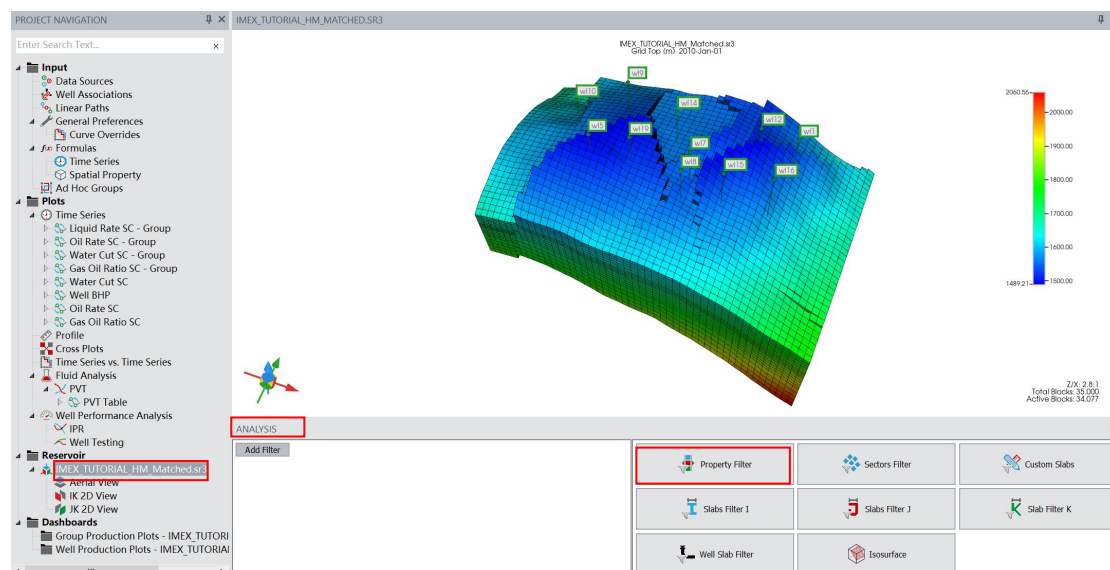 PROJECT NAVIGATION
Enter Search Text...
x
Input
Data Sources
Well Associations
Linear Paths
General Preferences
Curve Overrides
Formulas
Time Series
Spatial Property
Ad Hoc Groups
Plots
Time Series
Liquid Rate SC - Group
Oil Rate SC - Group
Water Cut SC - Group
Gas Oil Ratio SC - Group
Water Cut SC
Well BHP
Oil Rate SC
Gas Oil Ratio SC
Profile
Cross Plots
Time Series vs. Time Series
Fluid Analysis
PVT
PVT Table
Well Performance Analysis
IPR
Well Testing
Reservoir
IMEX_TUTORIAL_HM_Matched.sr3
Aerial View
IK 2D View
JK 2D View
Dashboards
Group Production Plots - IMEX_TUTORI
Well Production Plots - IMEX_TUTORIAI
IMEX_TUTORIAL_HM_MATCHED.SR3
IMEX_TUTORIAL_HM_Matched.sr3
Grid Top (m) 2010-Jan-01
wl9
wl10
wl14
wl12
wl5
wl19
wl1
wl7
wl8
wl15
wl16
2060.56
2000.00
1900.00
1800.00
1700.00
1600.00
1500.00
1489.21
Z/X: 2.8:1
Total Blocks: 35,000
Active Blocks: 34,077
ANALYSIS
Add Filter
Property Filter
Sectors Filter
Custom Slabs
Slabs Filter I
Slabs Filter J
Slab Filter K
Well Slab Filter
Isosurface